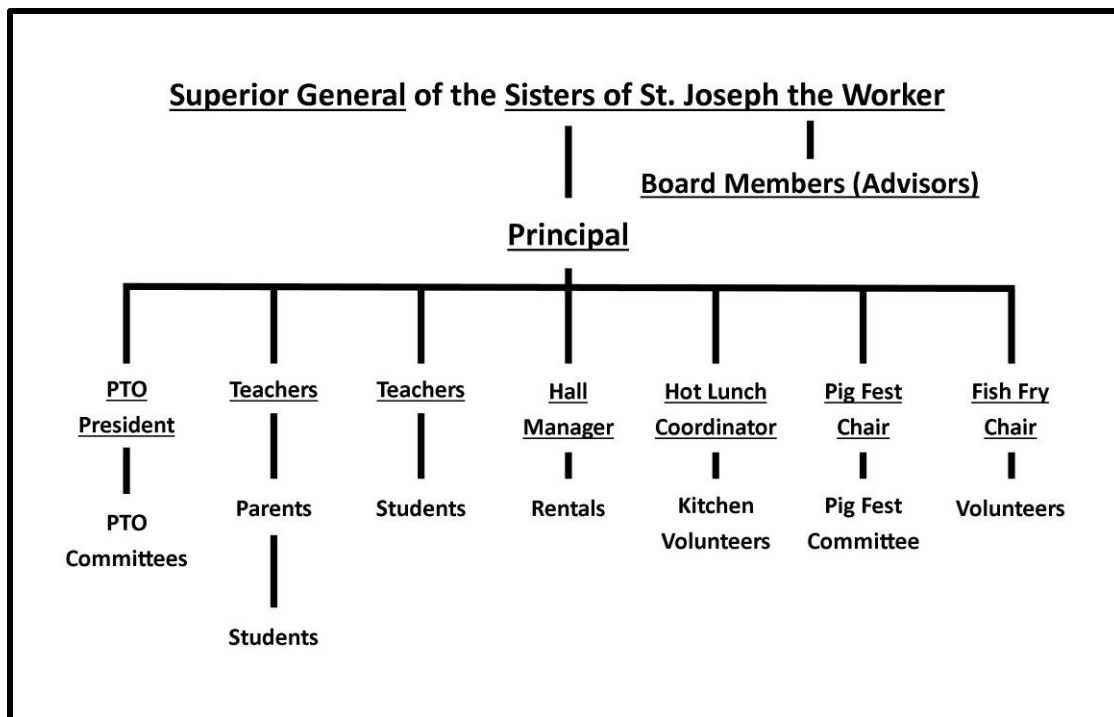 Superior General of the Sisters of St. Joseph the Worker
Board Members (Advisors)
Principal
PTO
President
Teachers
Teachers
Hall
Manager
Hot Lunch
Coordinator
Pig Fest
Chair
Fish Fry
Chair
PTO
Committees
Parents
Students
Rentals
Kitchen
Volunteers
Pig Fest
Committee
Volunteers
Students